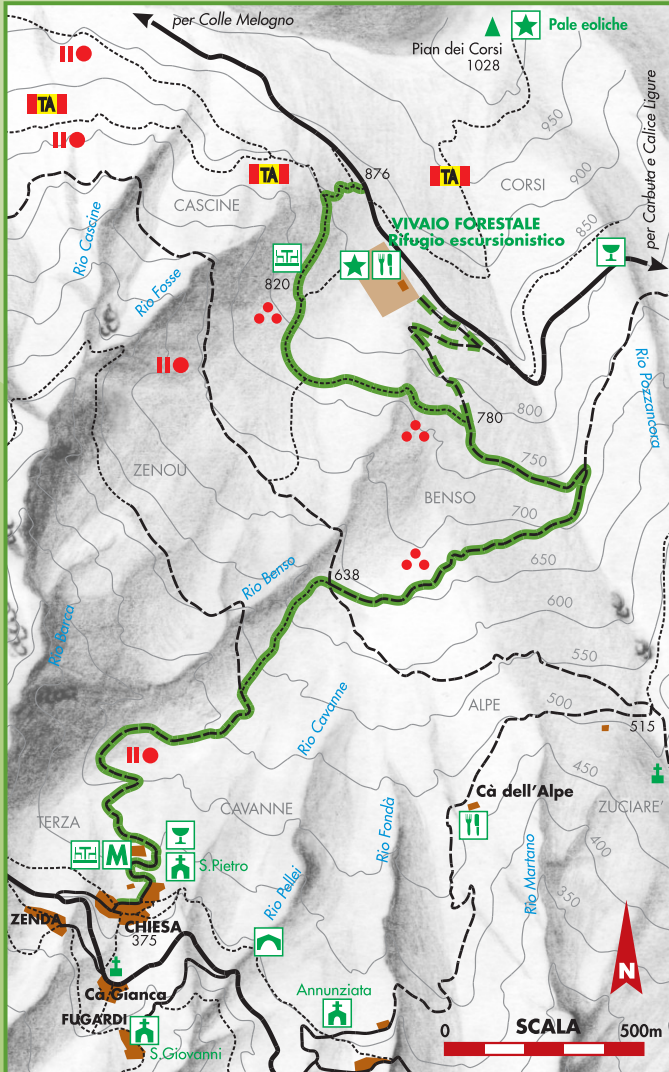 per Colle Melogno
Pale eoliche
Pian dei Corsi
1028
TA
950
per Carbuta e Calice Ligure
TA
TA
876
900
CORSI
CASCINE
850
VIVAIO FORESTALE
Rifugio escursionistico
Rio Cascine
Rio Fosse
820
Rio Pozzancora
800
780
750
ZENOU
BENSO
700
650
Rio Benso
638
600
Rio Barca
550
Rio Cavanne
ALPE
500
515
450
Cà dell'Alpe
ZUCIARE'
CAVANNE
TERZA
Rio Fondà
400
M
S.Pietro
Rio Martano
350
Rio Pellei
ZENDA
CHIESA
375
Cà Gianca
Annunziata
N
FUGARDI
S.Giovanni
0 SCALA 500m